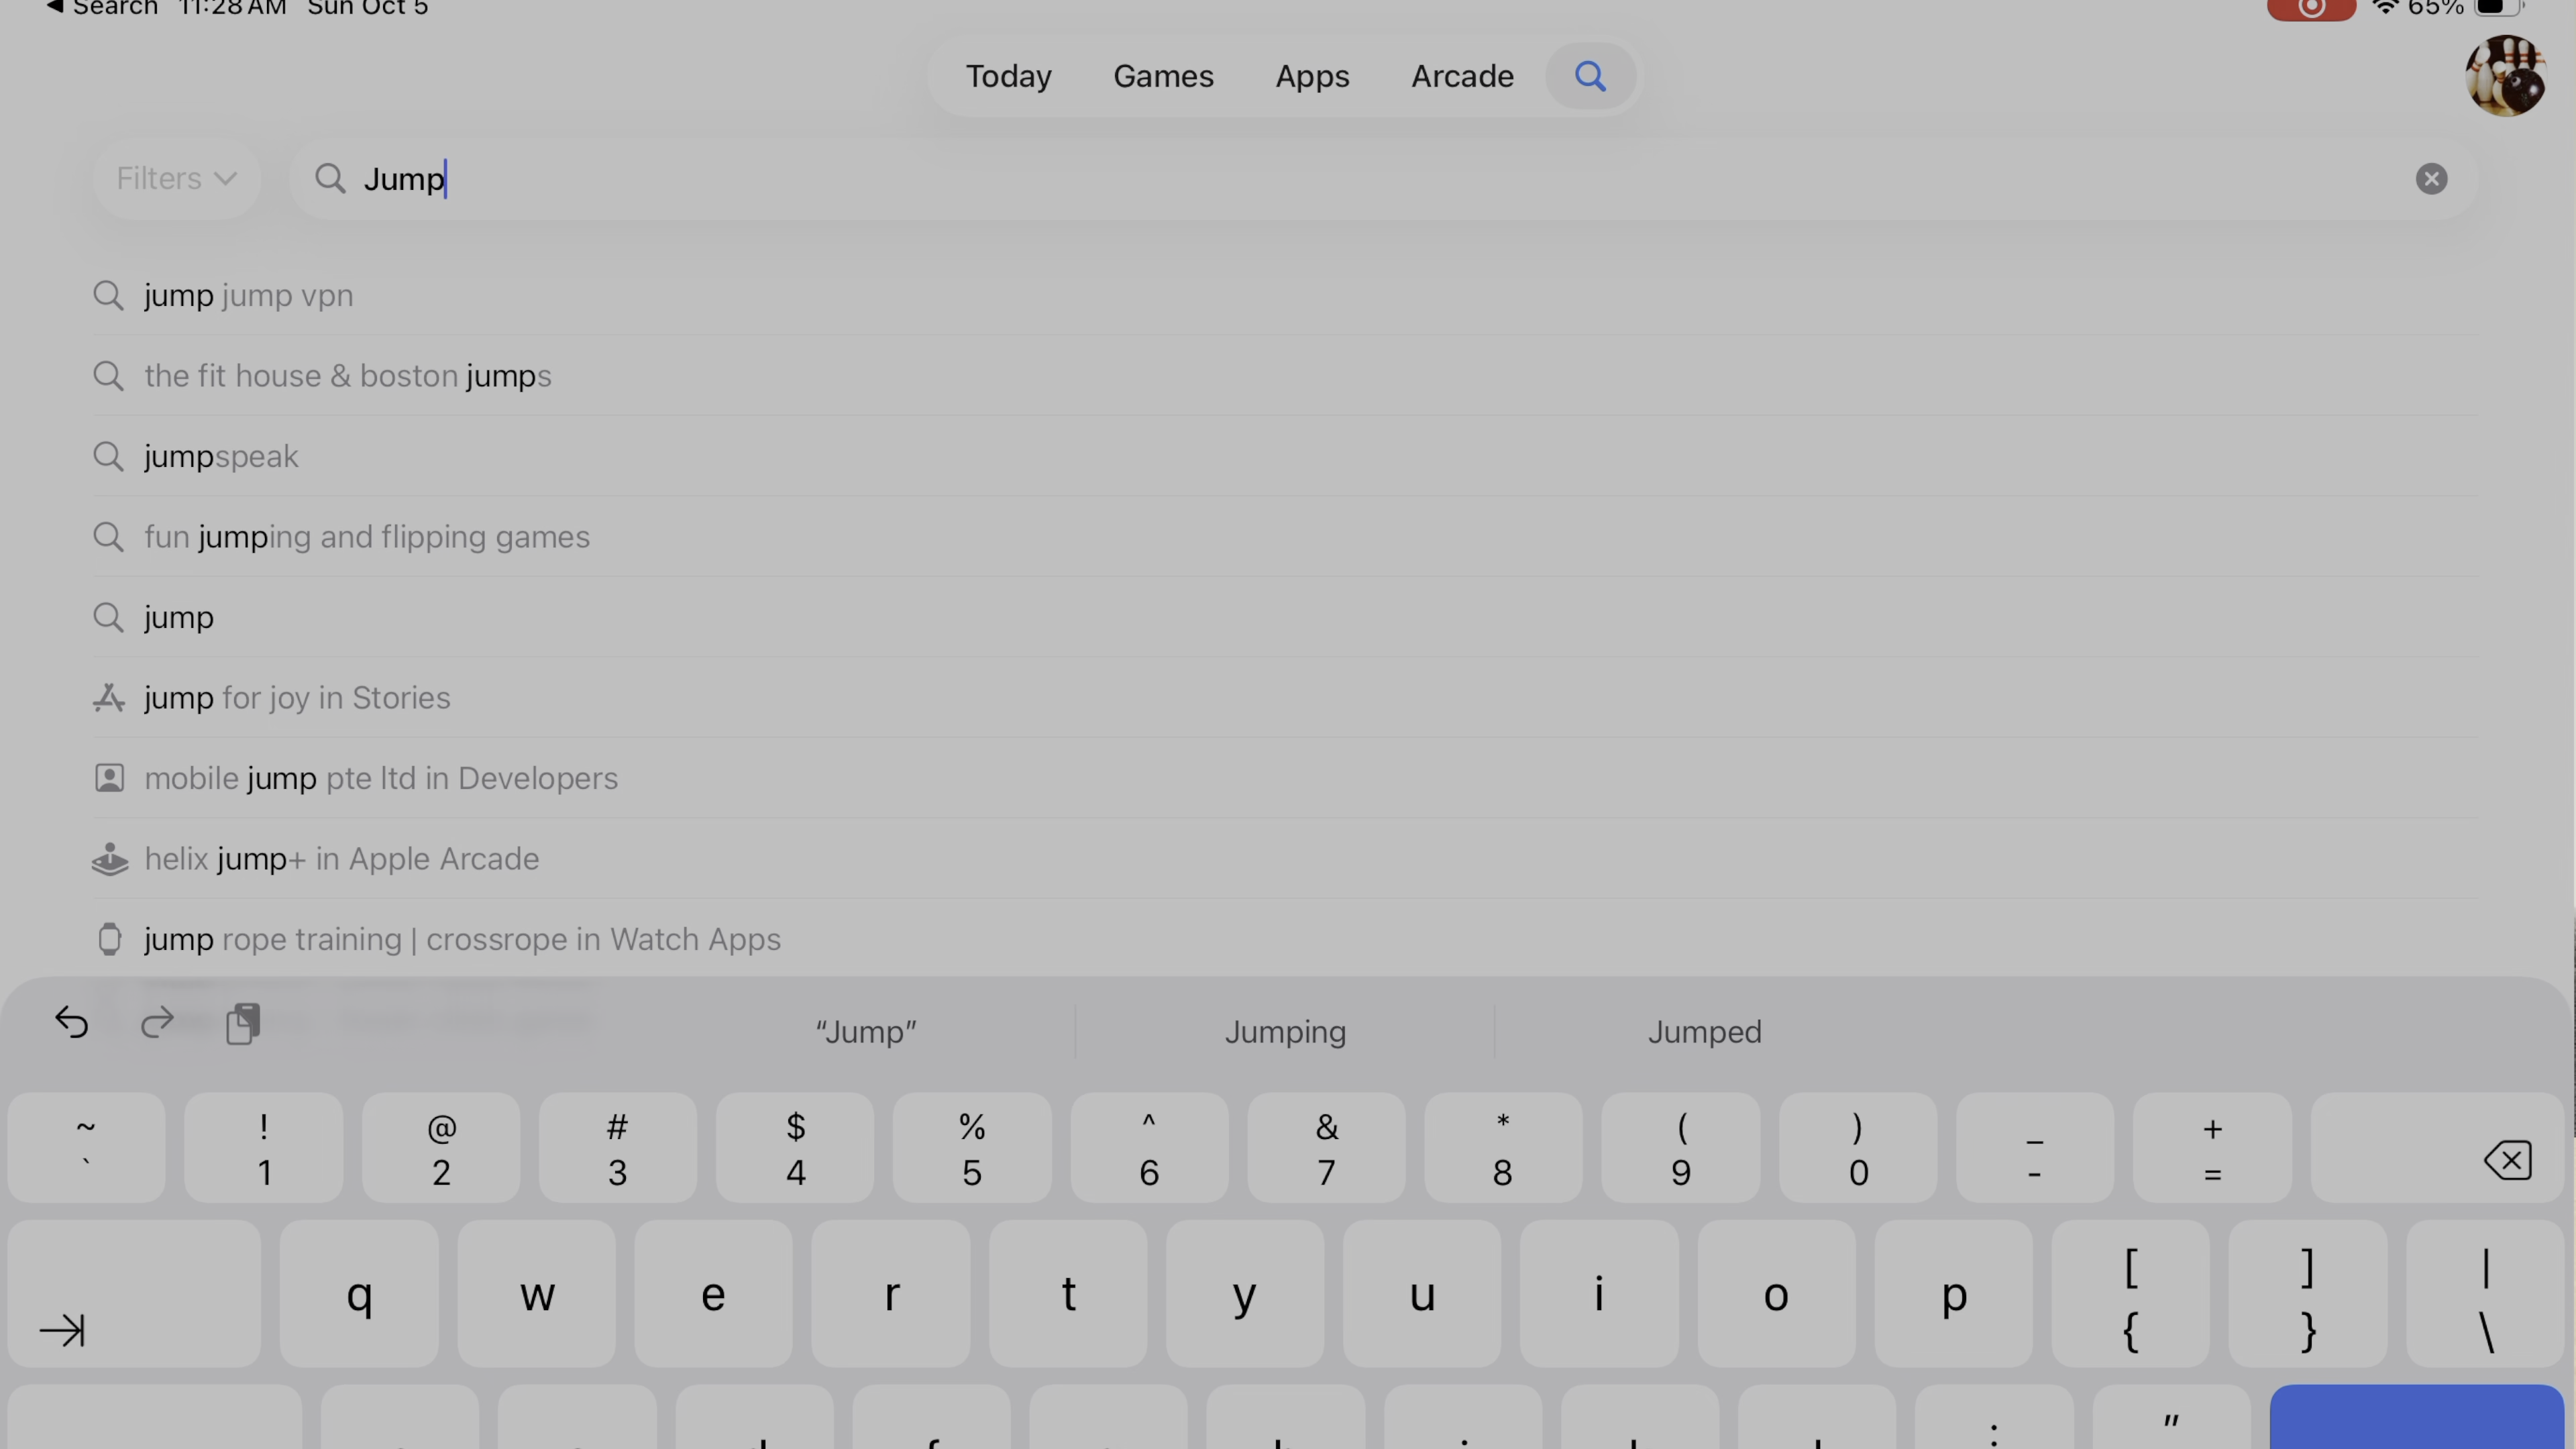 ◀ Search 11:28 AM Sun Oct 5
65%
Today Games Apps Arcade
Filters
Jump
jump jump vpn
the fit house & boston jumps
jumpspeak
fun jumping and flipping games
jump
jump for joy in Stories
mobile jump pte ltd in Developers
helix jump+ in Apple Arcade
jump rope training | crossrope in Watch Apps
“Jump” Jumping Jumped
~ ! @ # $ % ^ & * ( ) _ +
` 1 2 3 4 5 6 7 8 9 0 - =
q w e r t y u i o p [ ] |
{ } \
: "